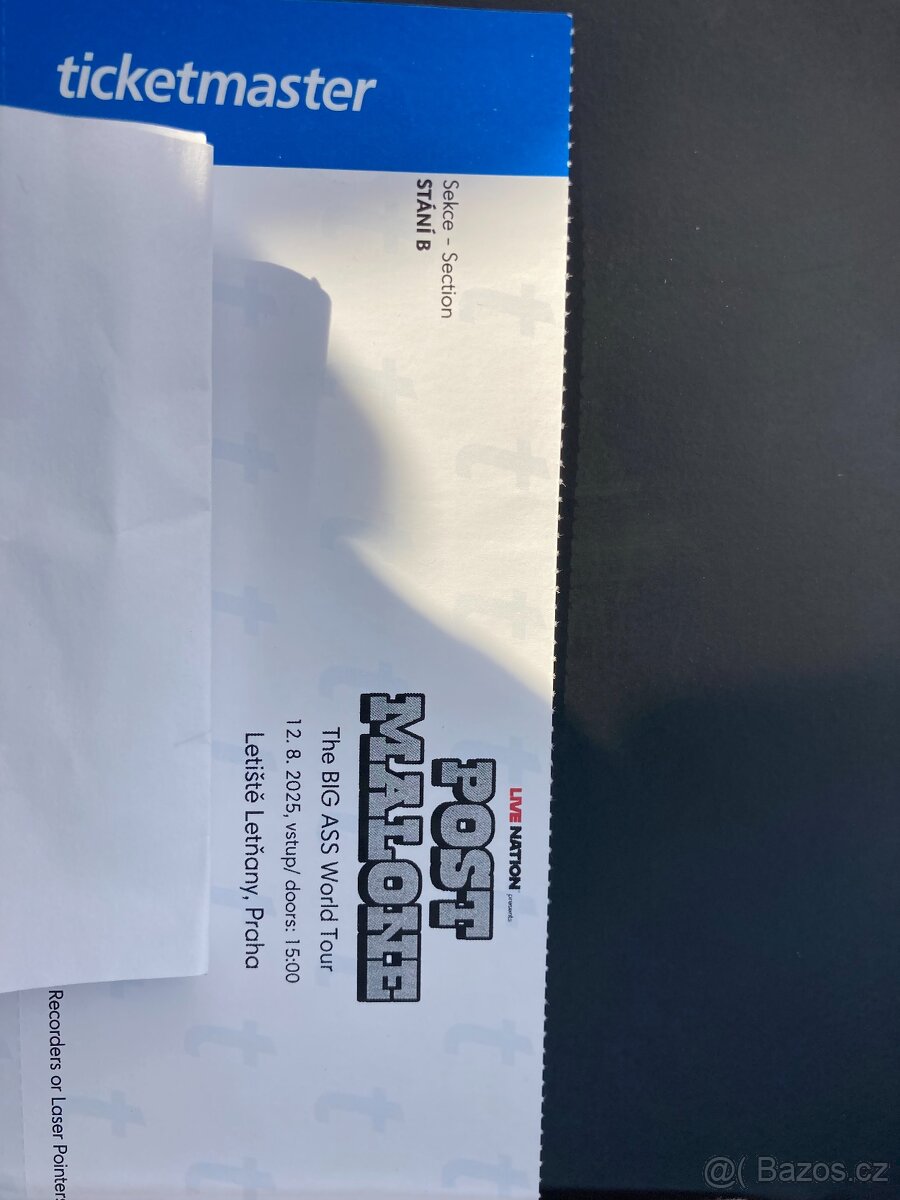 ticketmaster
Sekce - Section
STÁNÍ B
LIVE NATION presents
POST
MALONE
The BIG ASS World Tour
12. 8. 2025, vstup/ doors: 15:00
Letiště Letňany, Praha
Recorders or Laser Pointers
@( Bazos.cz